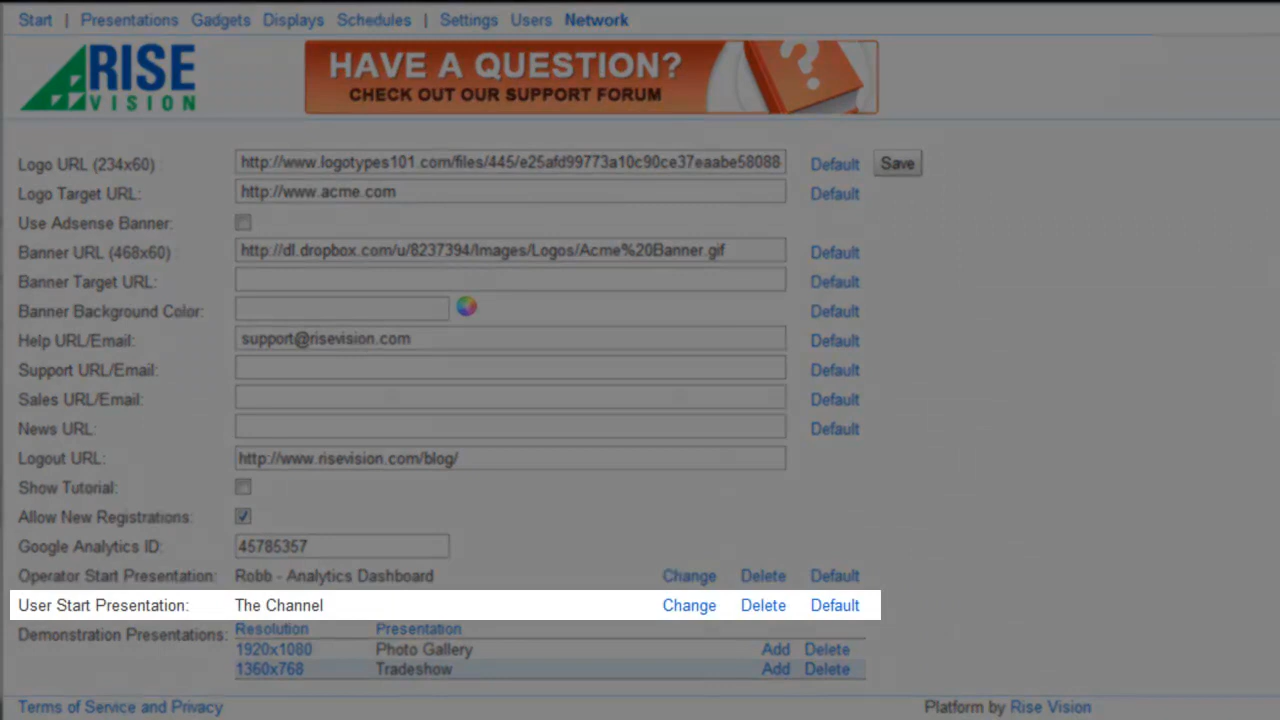 Start | Presentations Gadgets Displays Schedules | Settings Users Network
RISE VISION
HAVE A QUESTION?
CHECK OUT OUR SUPPORT FORUM
Logo URL (234x60) http://www.logotypes101.com/files/445/e25afd99773a10c90ce37eaabe58088 Default Save
Logo Target URL: http://www.acme.com Default
Use Adsense Banner:
Banner URL (468x60) http://dl.dropbox.com/u/8237394/Images/Logos/Acme%20Banner.gif Default
Banner Target URL: Default
Banner Background Color: Default
Help URL/Email: support@risevision.com Default
Support URL/Email: Default
Sales URL/Email: Default
News URL: Default
Logout URL: http://www.risevision.com/blog/
Show Tutorial:
Allow New Registrations:
Google Analytics ID: 45785357
Operator Start Presentation: Robb - Analytics Dashboard Change Delete Default
User Start Presentation: The Channel Change Delete Default
Demonstration Presentations: Resolution Presentation
1920x1080 Photo Gallery Add Delete
1360x768 Tradeshow Add Delete
Terms of Service and Privacy Platform by Rise Vision